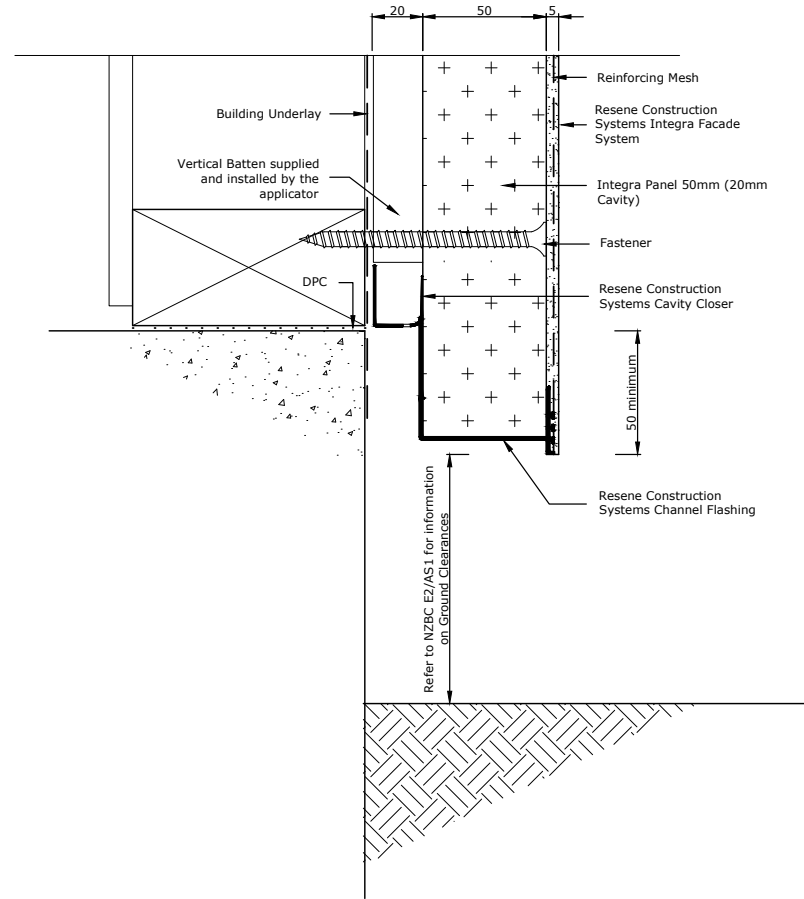 20
50
5
Reinforcing Mesh
Building Underlay
Resene Construction
Systems Integra Facade
System
Vertical Batten supplied
and installed by the
applicator
Integra Panel 50mm (20mm
Cavity)
Fastener
DPC
Resene Construction
Systems Cavity Closer
50 minimum
Resene Construction
Systems Channel Flashing
Refer to NZBC E2/AS1 for information
on Ground Clearances